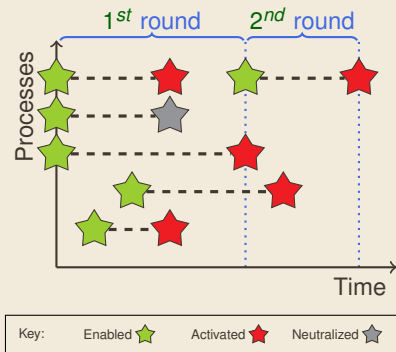 1st round 2nd round
Processes
Time
Key: Enabled Activated Neutralized